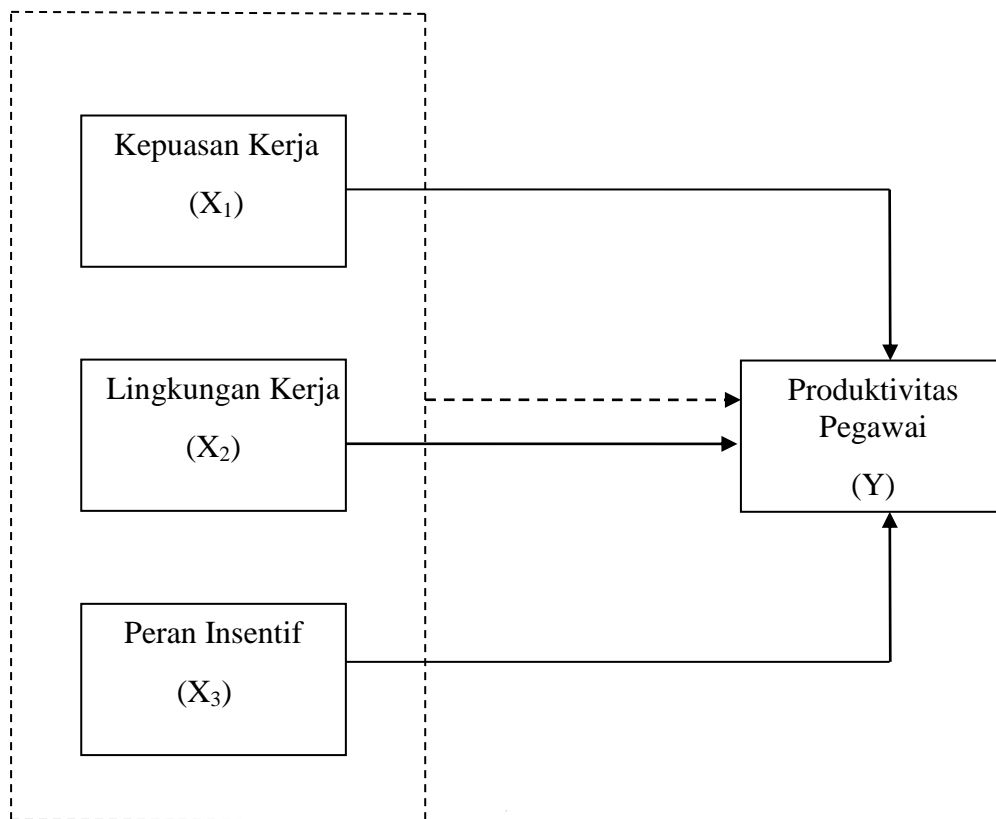 Kepuasan Kerja
(X₁)
Lingkungan Kerja
(X₂)
Produktivitas
Pegawai
(Y)
Peran Insentif
(X₃)